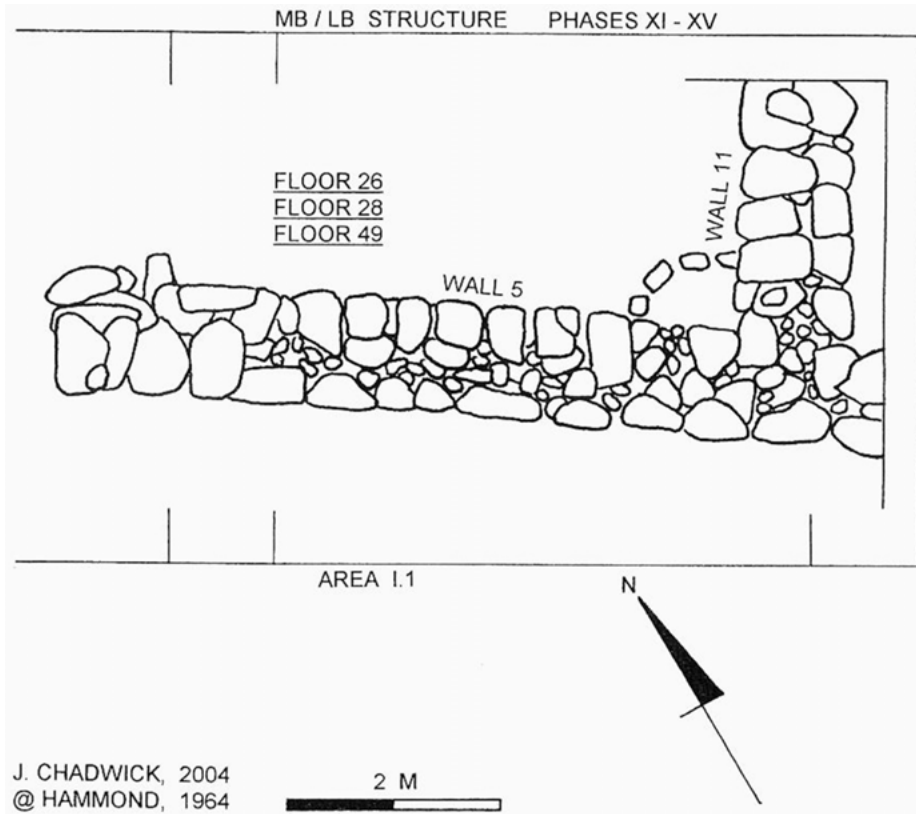 MB / LB STRUCTURE PHASES XI - XV
FLOOR 26
FLOOR 28
FLOOR 49
WALL 11
WALL 5
AREA I.1
N
J. CHADWICK, 2004
@ HAMMOND, 1964
2 M